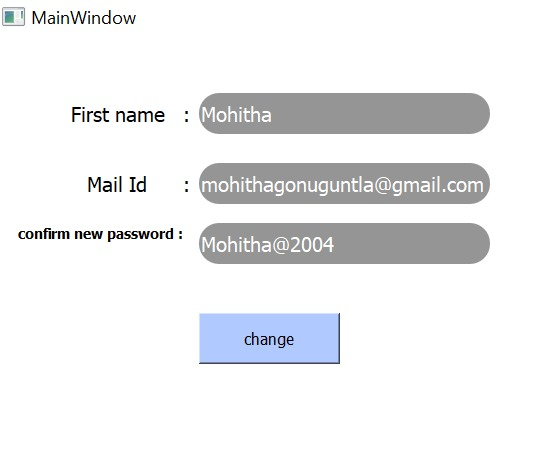 MainWindow
First name : Mohitha
Mail Id : mohithagonuguntla@gmail.com
confirm new password : Mohitha@2004
change